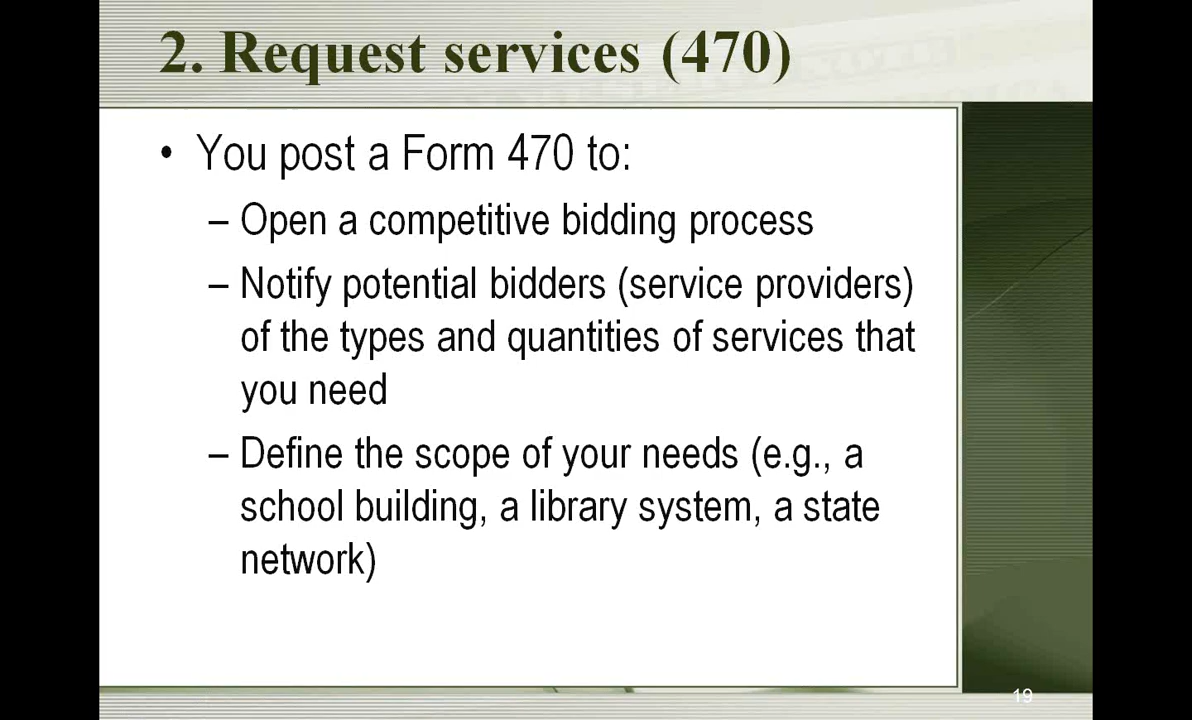 2. Request services (470)
• You post a Form 470 to:
– Open a competitive bidding process
– Notify potential bidders (service providers)
of the types and quantities of services that
you need
– Define the scope of your needs (e.g., a
school building, a library system, a state
network)
19